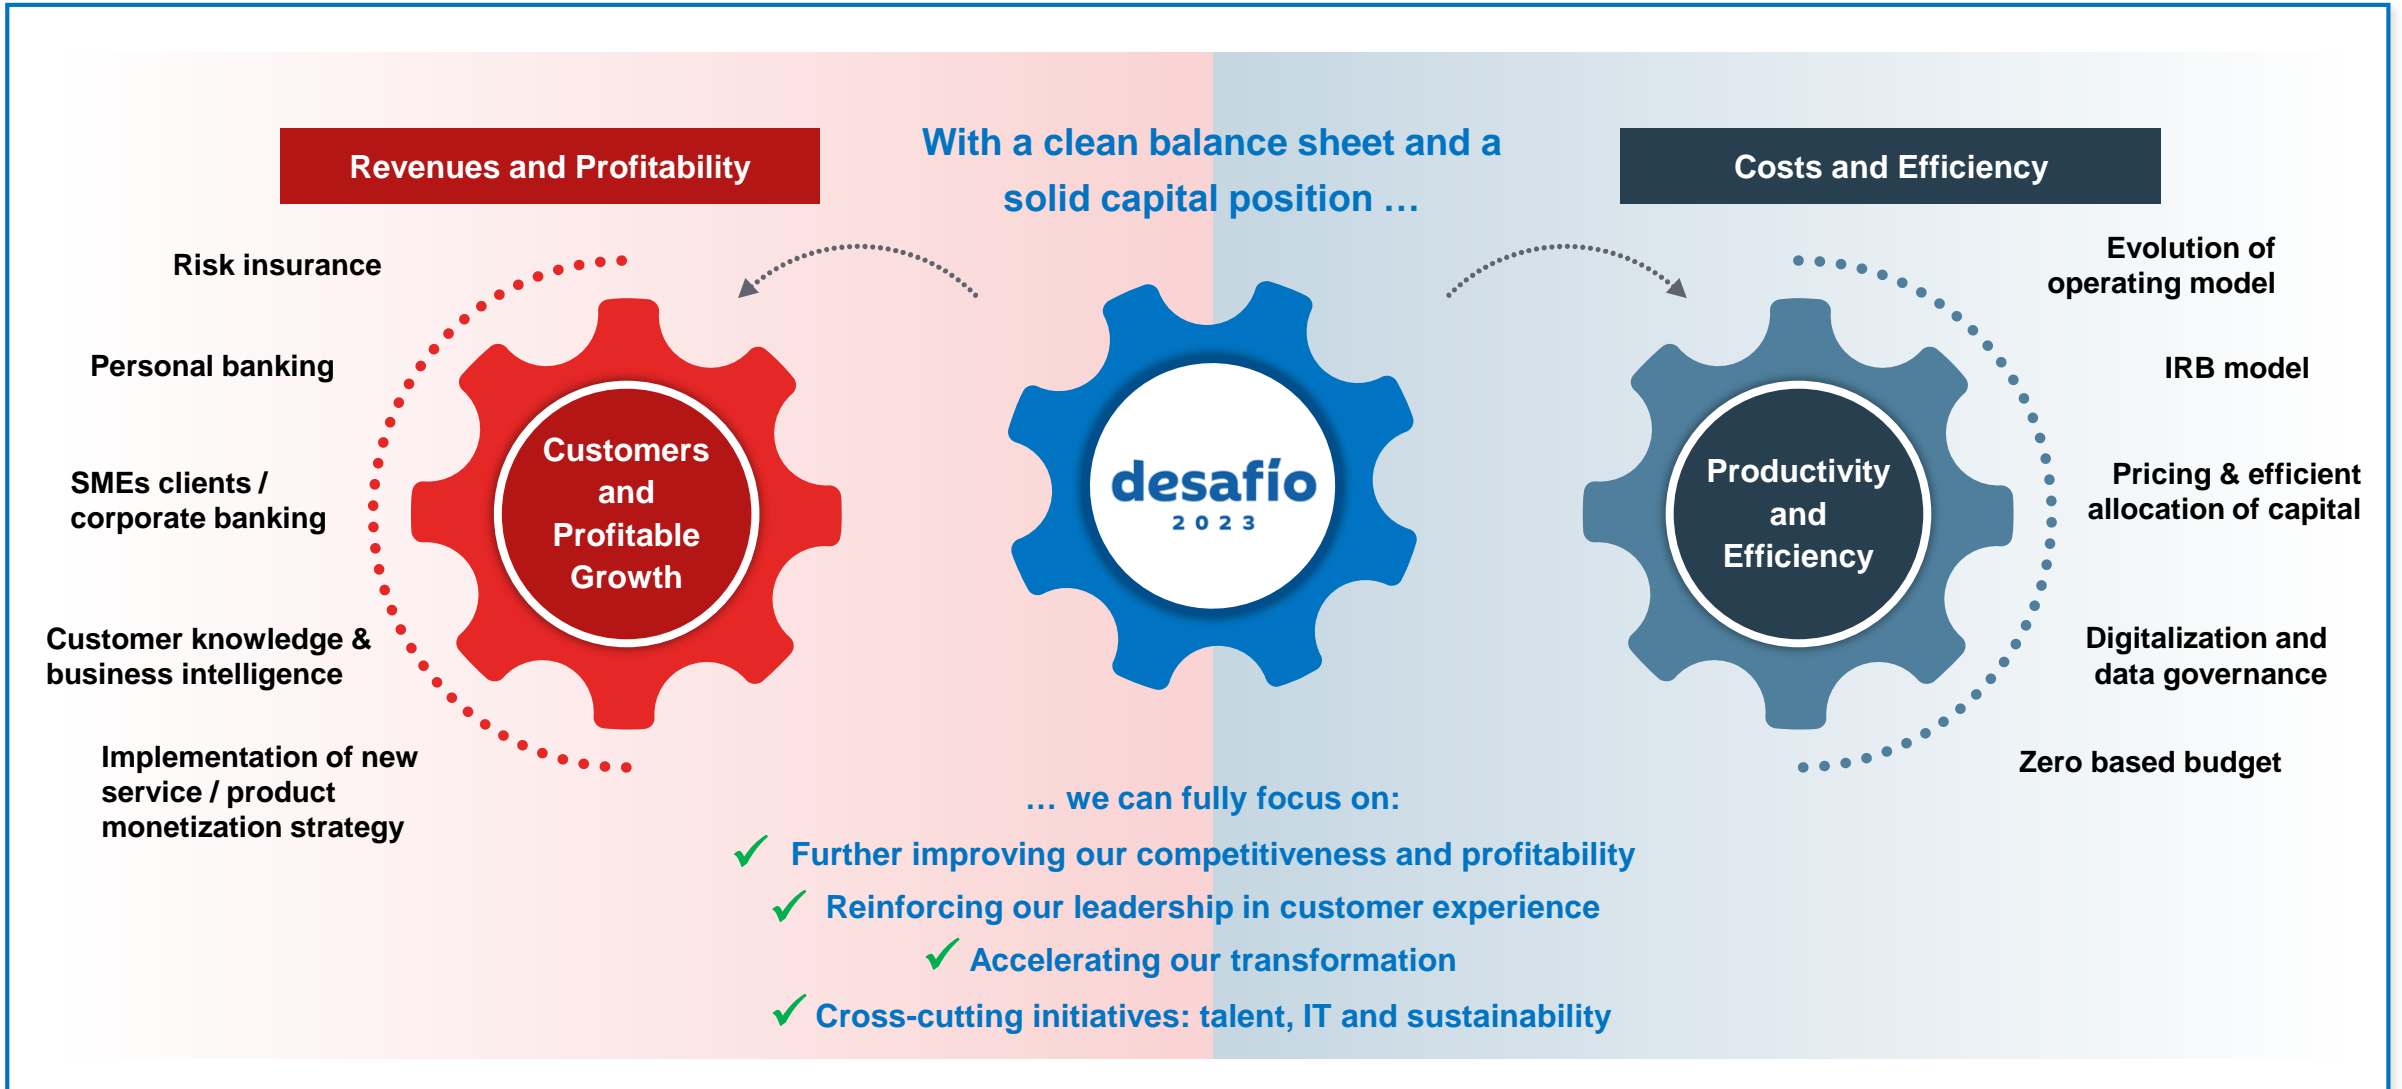 Revenues and Profitability
With a clean balance sheet and a
solid capital position …
Costs and Efficiency
Risk insurance
Personal banking
SMEs clients /
corporate banking
Customer knowledge &
business intelligence
Implementation of new
service / product
monetization strategy
Customers
and
Profitable
Growth
desafío
2023
Productivity
and
Efficiency
Evolution of
operating model
IRB model
Pricing & efficient
allocation of capital
Digitalization and
data governance
Zero based budget
… we can fully focus on:
Further improving our competitiveness and profitability
Reinforcing our leadership in customer experience
Accelerating our transformation
Cross-cutting initiatives: talent, IT and sustainability